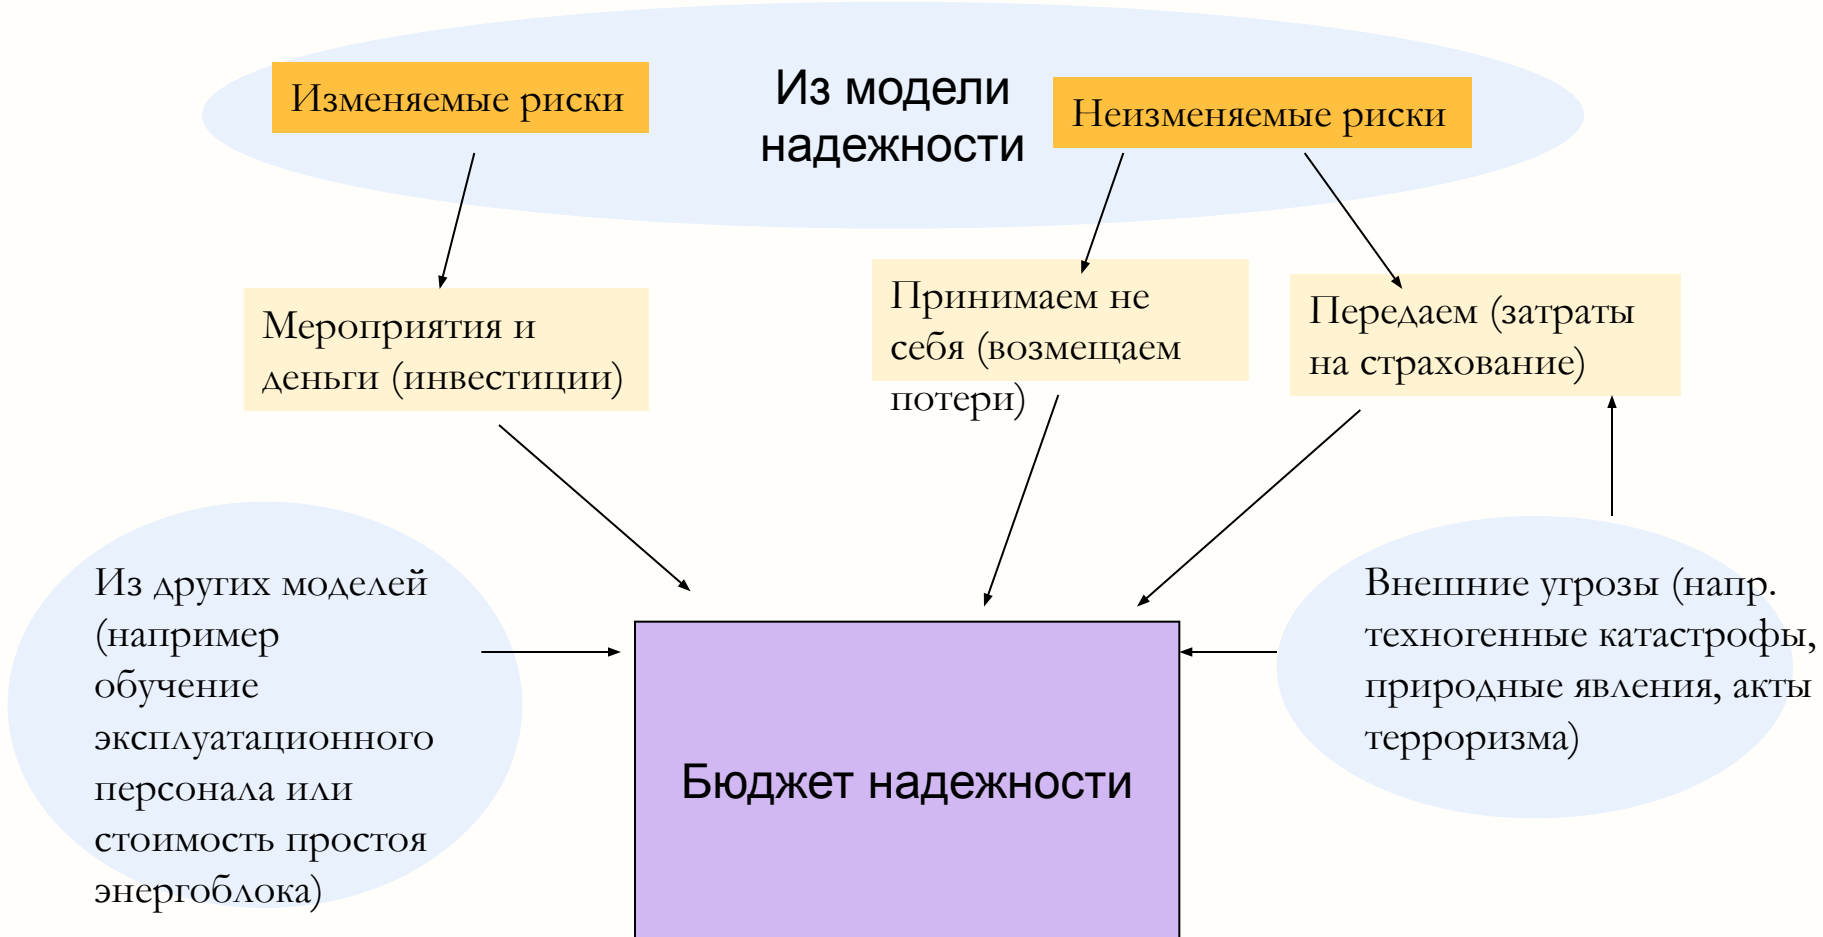 Изменяемые риски
Из модели
надежности
Неизменяемые риски
Мероприятия и
деньги (инвестиции)
Принимаем не
себя (возмещаем
потери)
Передаем (затраты
на страхование)
Из других моделей
(например
обучение
эксплуатационного
персонала или
стоимость простоя
энергоблока)
Бюджет надежности
Внешние угрозы (напр.
техногенные катастрофы,
природные явления, акты
терроризма)